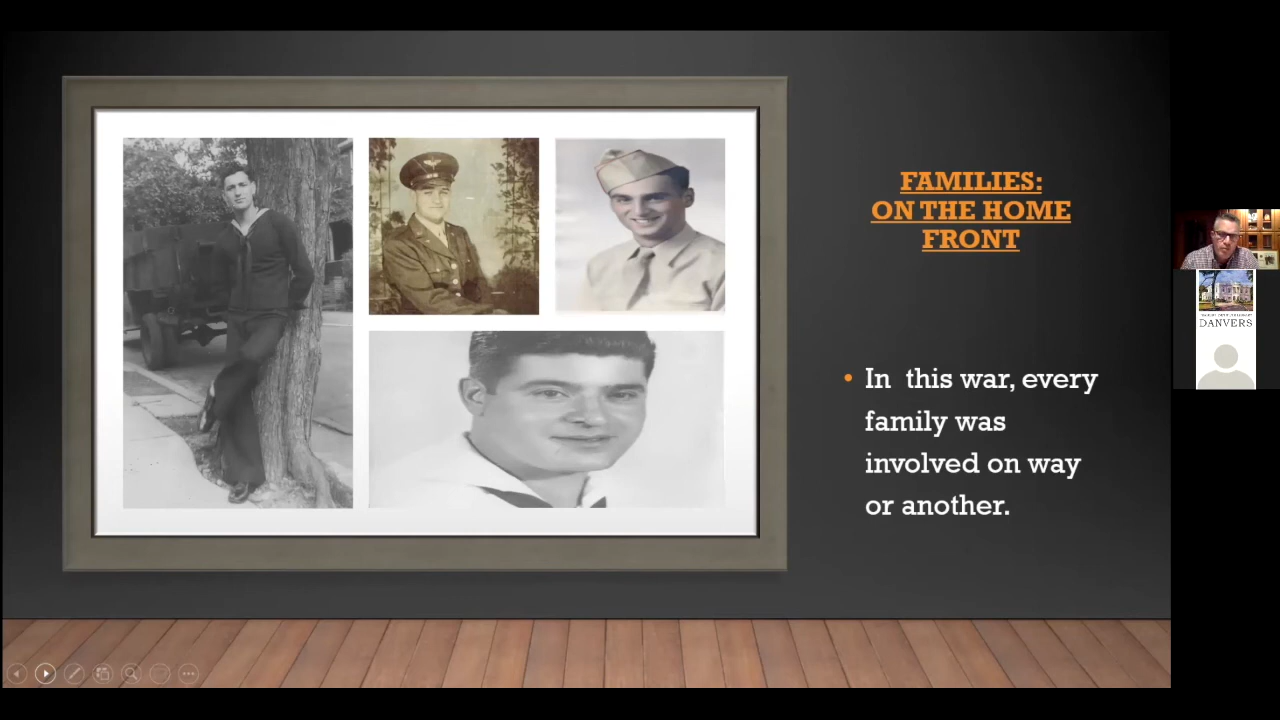 FAMILIES:
ON THE HOME
FRONT
• In  this war, every
family was
involved on way
or another.
DANVERS